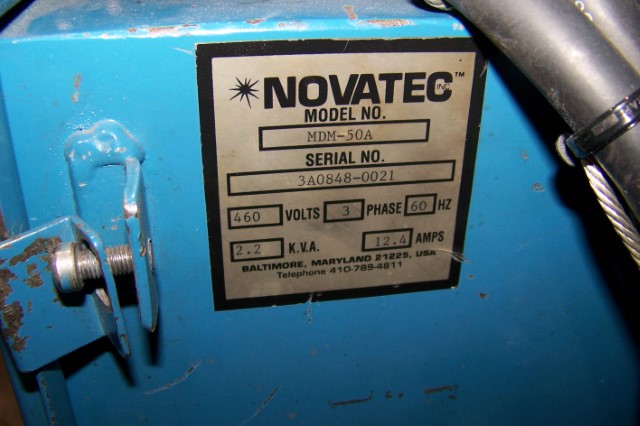 NOVATEC INC. ™
MODEL NO.
MDM-50A
SERIAL NO.
3A0848-0021
460 VOLTS 3 PHASE 60 HZ
2.2 K.V.A. 12.4 AMPS
BALTIMORE, MARYLAND 21225, USA
Telephone 410-789-4811